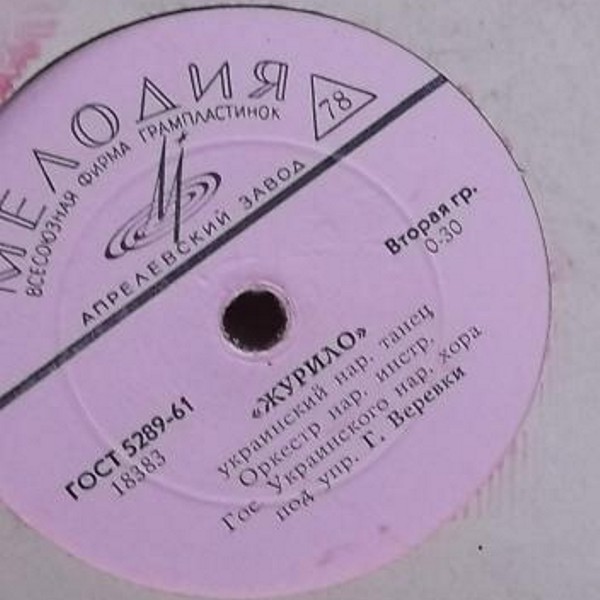 МЕЛОДИЯ
ВСЕСОЮЗНАЯ ФИРМА ГРАМПЛАСТИНОК
78
АПРЕЛЕВСКИЙ ЗАВОД
Вторая гр.
0-30
«ЖУРИЛО»
украинский нар. танец
Оркестр нар. инстр.
Гос Украинского нар. хора
под упр. Г. Веревки
ГОСТ 5289-61
18383